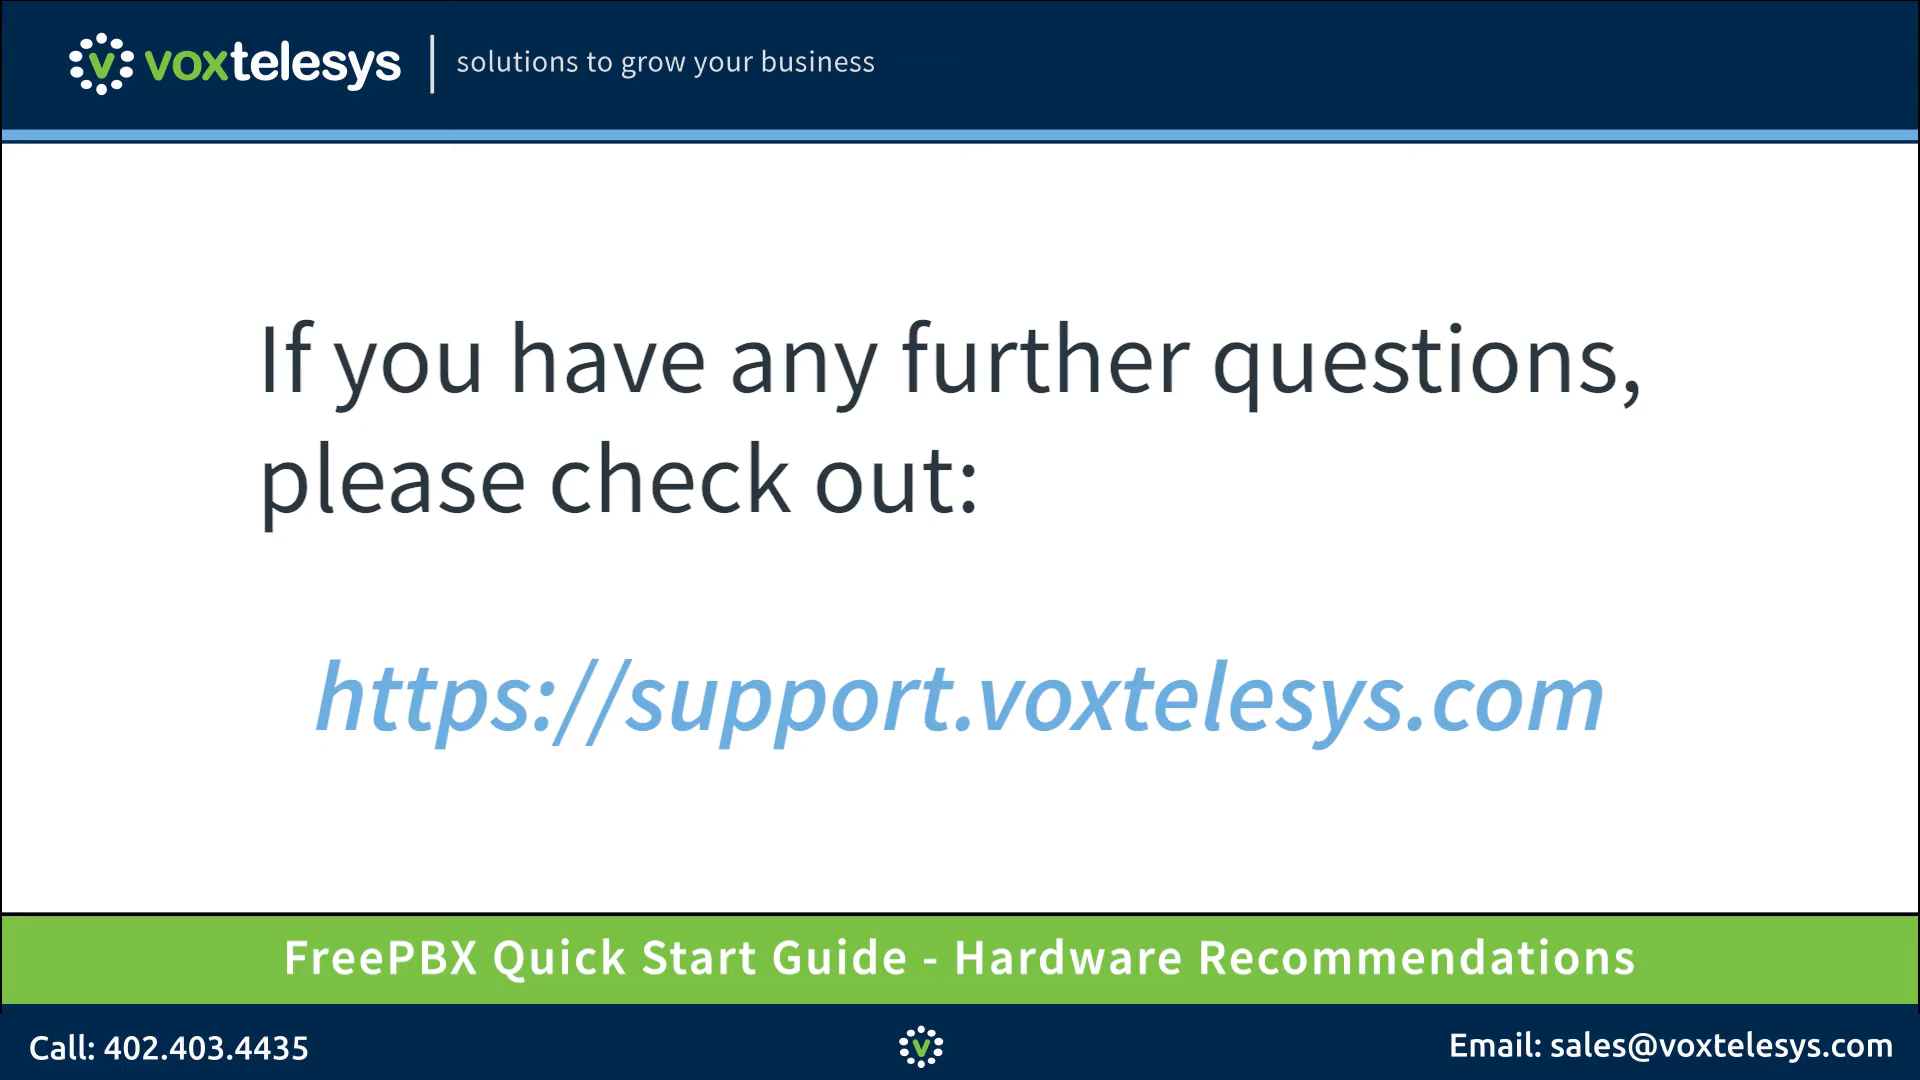 voxtelesys | solutions to grow your business
If you have any further questions,
please check out:
https://support.voxtelesys.com
FreePBX Quick Start Guide - Hardware Recommendations
Call: 402.403.4435
v
Email: sales@voxtelesys.com